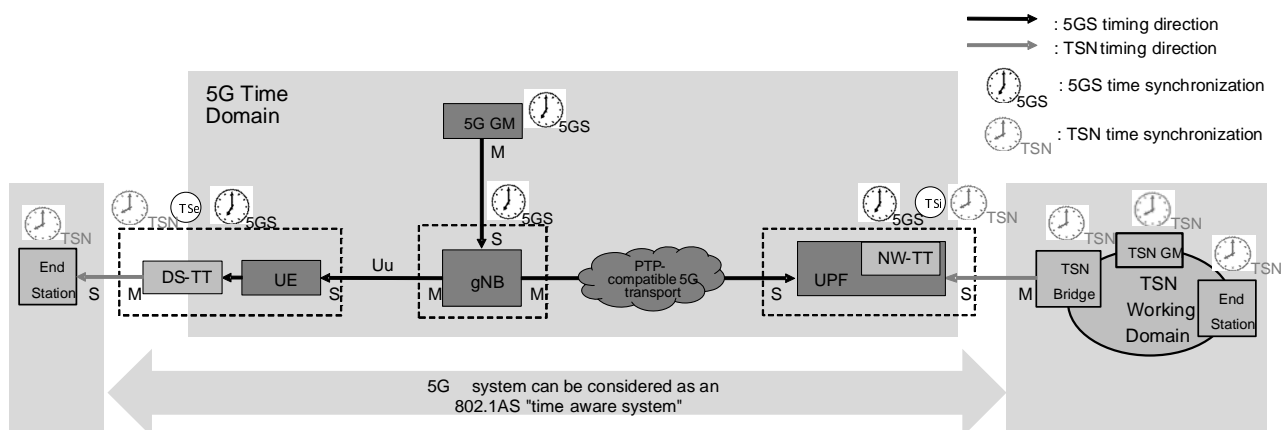 : 5GS timing direction
: TSN timing direction
5GS : 5GS time synchronization
TSN : TSN time synchronization
5G Time
Domain
5G GM
5GS
M
5GS
S
TSN
TSe
5GS
5GS
TSi
TSN
TSN
End
Station
S
M
DS-TT
UE
S
Uu
M
gNB
M
PTP-
compatible 5G
transport
S
UPF
NW-TT
S
M
TSN
Bridge
TSN
TSN GM
TSN
TSN
TSN
Working
Domain
End
Station
5G system can be considered as an
802.1AS "time aware system"